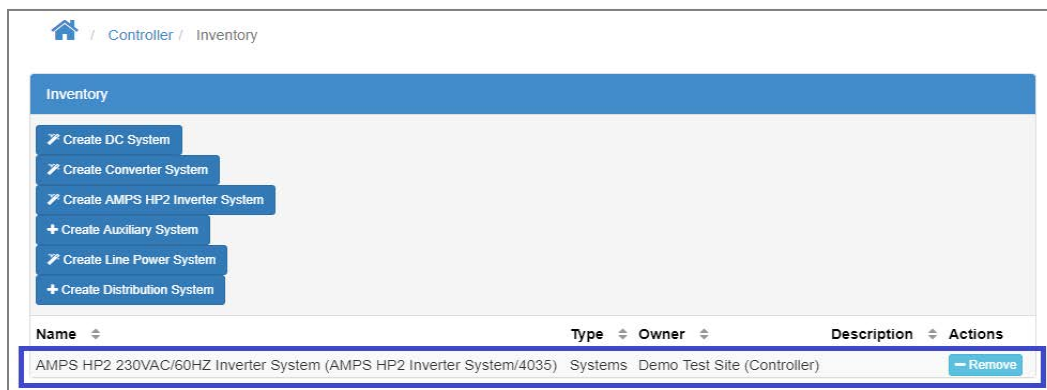 / Controller / Inventory
Inventory
Create DC System
Create Converter System
Create AMPS HP2 Inverter System
Create Auxiliary System
Create Line Power System
Create Distribution System
Name Type Owner Description Actions
AMPS HP2 230VAC/60HZ Inverter System (AMPS HP2 Inverter System/4035) Systems Demo Test Site (Controller) Remove